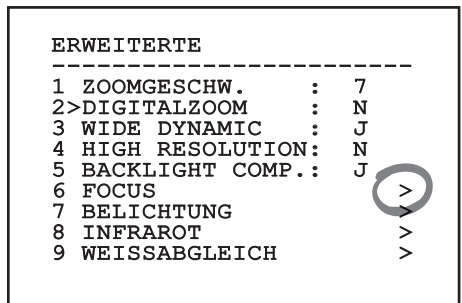 ERWEITERTE
--------------------------
1 ZOOMGESCHW. : 7
2>DIGITALZOOM : N
3 WIDE DYNAMIC : J
4 HIGH RESOLUTION: N
5 BACKLIGHT COMP.: J
6 FOCUS >
7 BELICHTUNG >
8 INFRAROT >
9 WEISSABGLEICH >